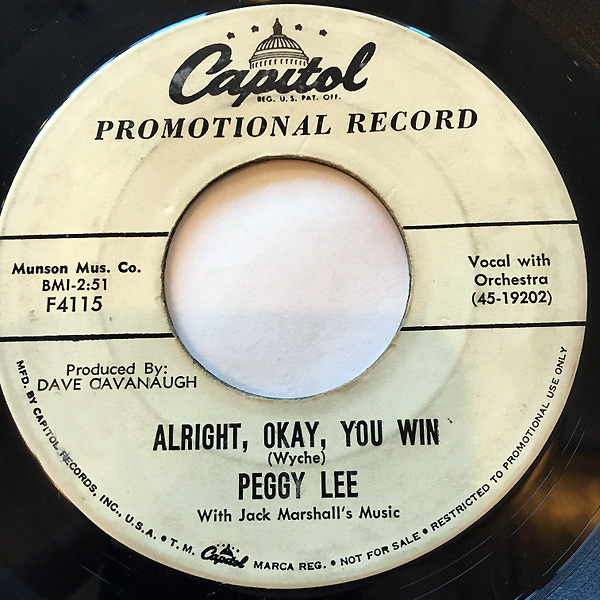 Capitol
REG. U.S. PAT. OFF.
PROMOTIONAL RECORD
Munson Mus. Co.
BMI-2:51
F4115
Vocal with
Orchestra
(45-19202)
Produced By:
DAVE CAVANAUGH
ALRIGHT, OKAY, YOU WIN
(Wyche)
PEGGY LEE
With Jack Marshall's Music
MFD. BY CAPITOL RECORDS, INC., U.S.A. • T.M. Capitol MARCA REG. • NOT FOR SALE • RESTRICTED TO PROMOTIONAL USE ONLY